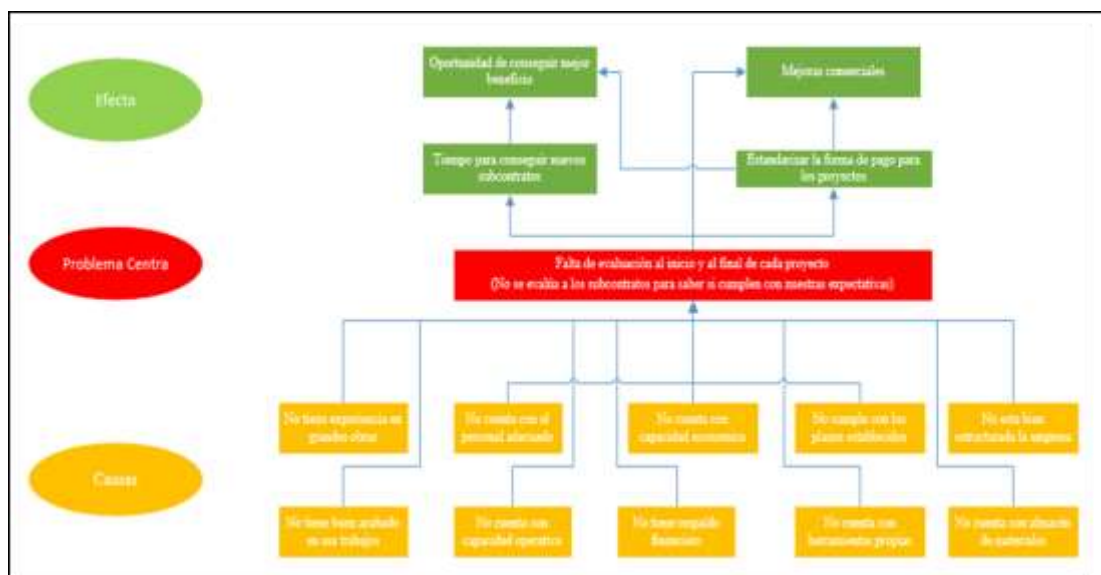 Efecto
Oportunidad de conseguir mejor
beneficio
Mejoras comerciales
Tiempo para conseguir nuevos
subcontratos
Estandarizar la forma de pago para
los proyectos
Problema Centra
Falta de evaluación al inicio y al final de cada proyecto
(No se evalúa a los subcontratos para saber si cumplen con nuestras expectativas)
No tiene experiencia en
grandes obras
No cuenta con el
personal adecuado
No cuenta con
capacidad económica
No cumple con los
plazos establecidos
No esta bien
estructurada la empresa
Causas
No tiene buen acabado
en sus trabajos
No cuenta con
capacidad operativa
No tiene respaldo
financiero
No cuenta con
herramientas propias
No cuenta con almacén
de materiales